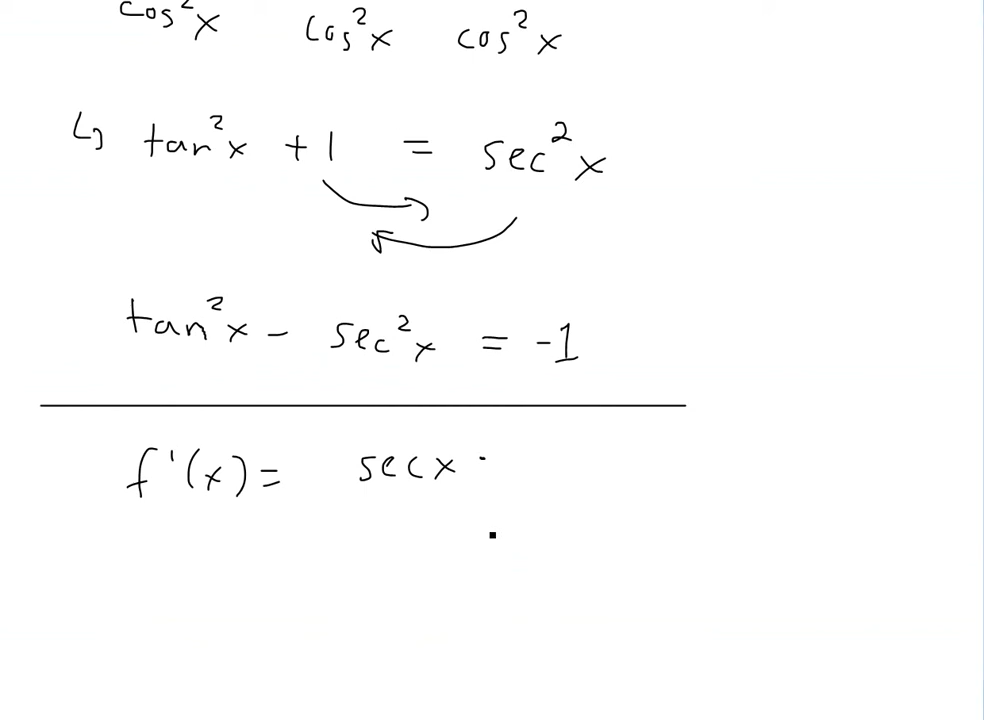 cos²x cos²x cos²x
↳ tan²x + 1 = sec²x
tan²x - sec²x = -1
f'(x) = secx ·